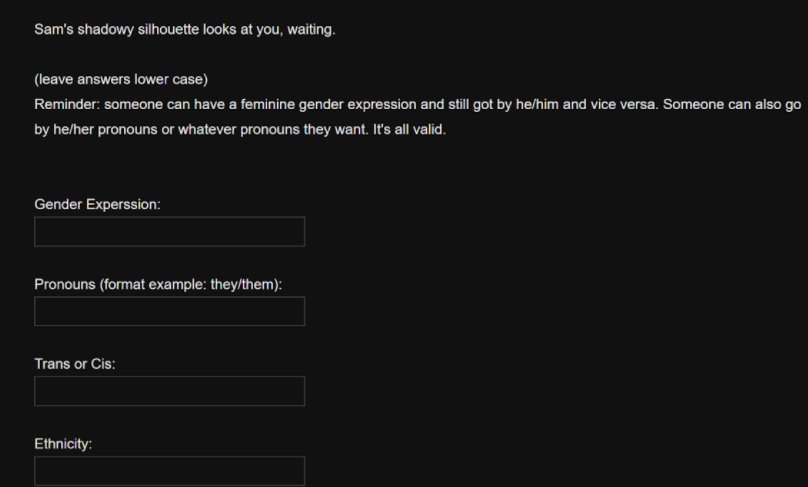 Sam's shadowy silhouette looks at you, waiting.
(leave answers lower case)
Reminder: someone can have a feminine gender expression and still got by he/him and vice versa. Someone can also go
by he/her pronouns or whatever pronouns they want. It's all valid.
Gender Experssion:
Pronouns (format example: they/them):
Trans or Cis:
Ethnicity: